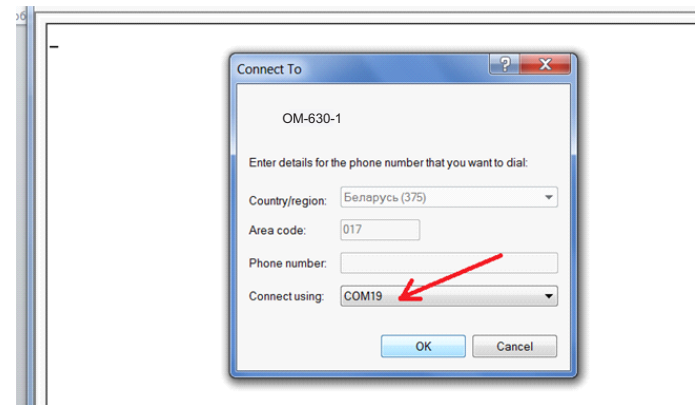 об
Connect To
OM-630-1
Enter details for the phone number that you want to dial:
Country/region: Беларусь (375)
Area code: 017
Phone number:
Connect using: COM19
OK Cancel